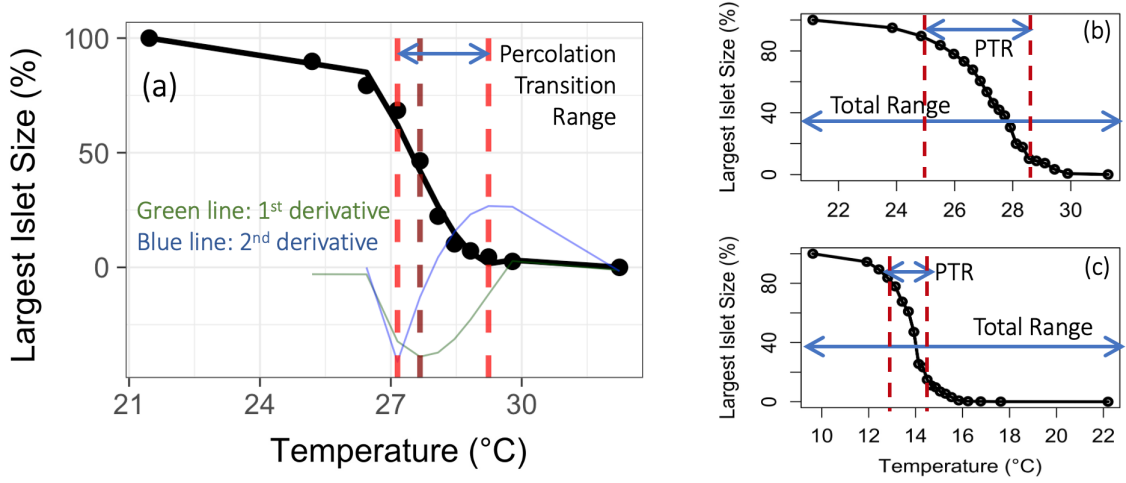 Largest Islet Size (%)
100
50
0
(a)
Percolation
Transition
Range
Green line: 1st derivative
Blue line: 2nd derivative
21
24
27
30
Temperature (°C)
Largest Islet Size (%)
80
40
0
(b)
PTR
Total Range
22
24
26
28
30
Largest Islet Size (%)
80
40
0
(c)
PTR
Total Range
10
12
14
16
18
20
22
Temperature (°C)